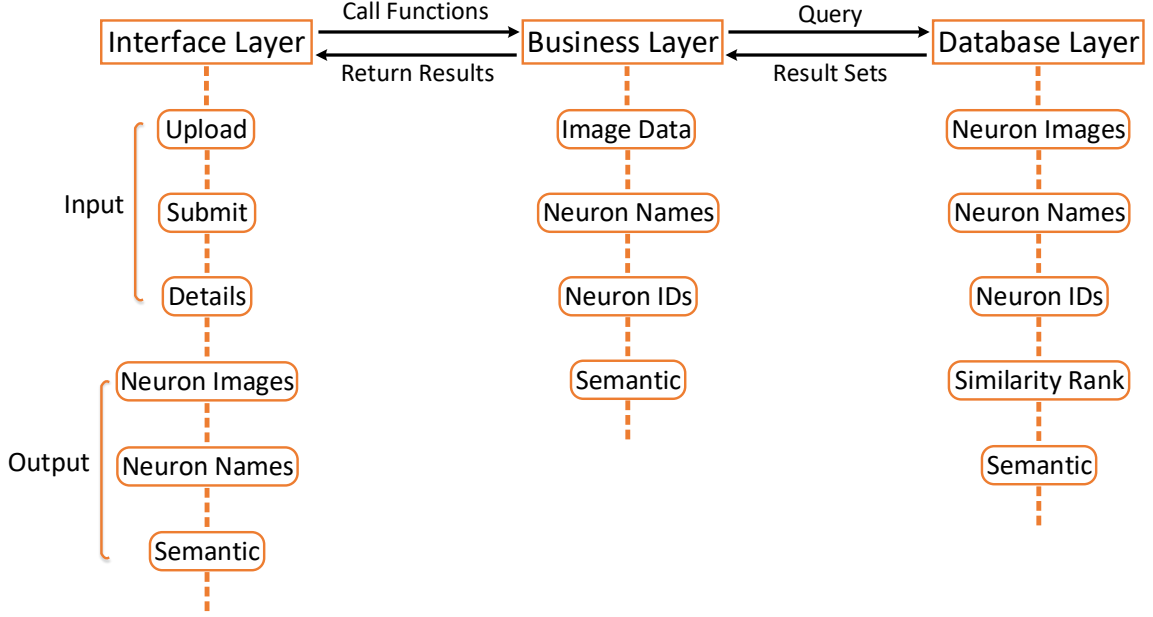 Call Functions
Query
Interface Layer
Business Layer
Database Layer
Return Results
Result Sets
Input
Upload
Submit
Details
Output
Neuron Images
Neuron Names
Semantic
Image Data
Neuron Names
Neuron IDs
Semantic
Neuron Images
Neuron Names
Neuron IDs
Similarity Rank
Semantic